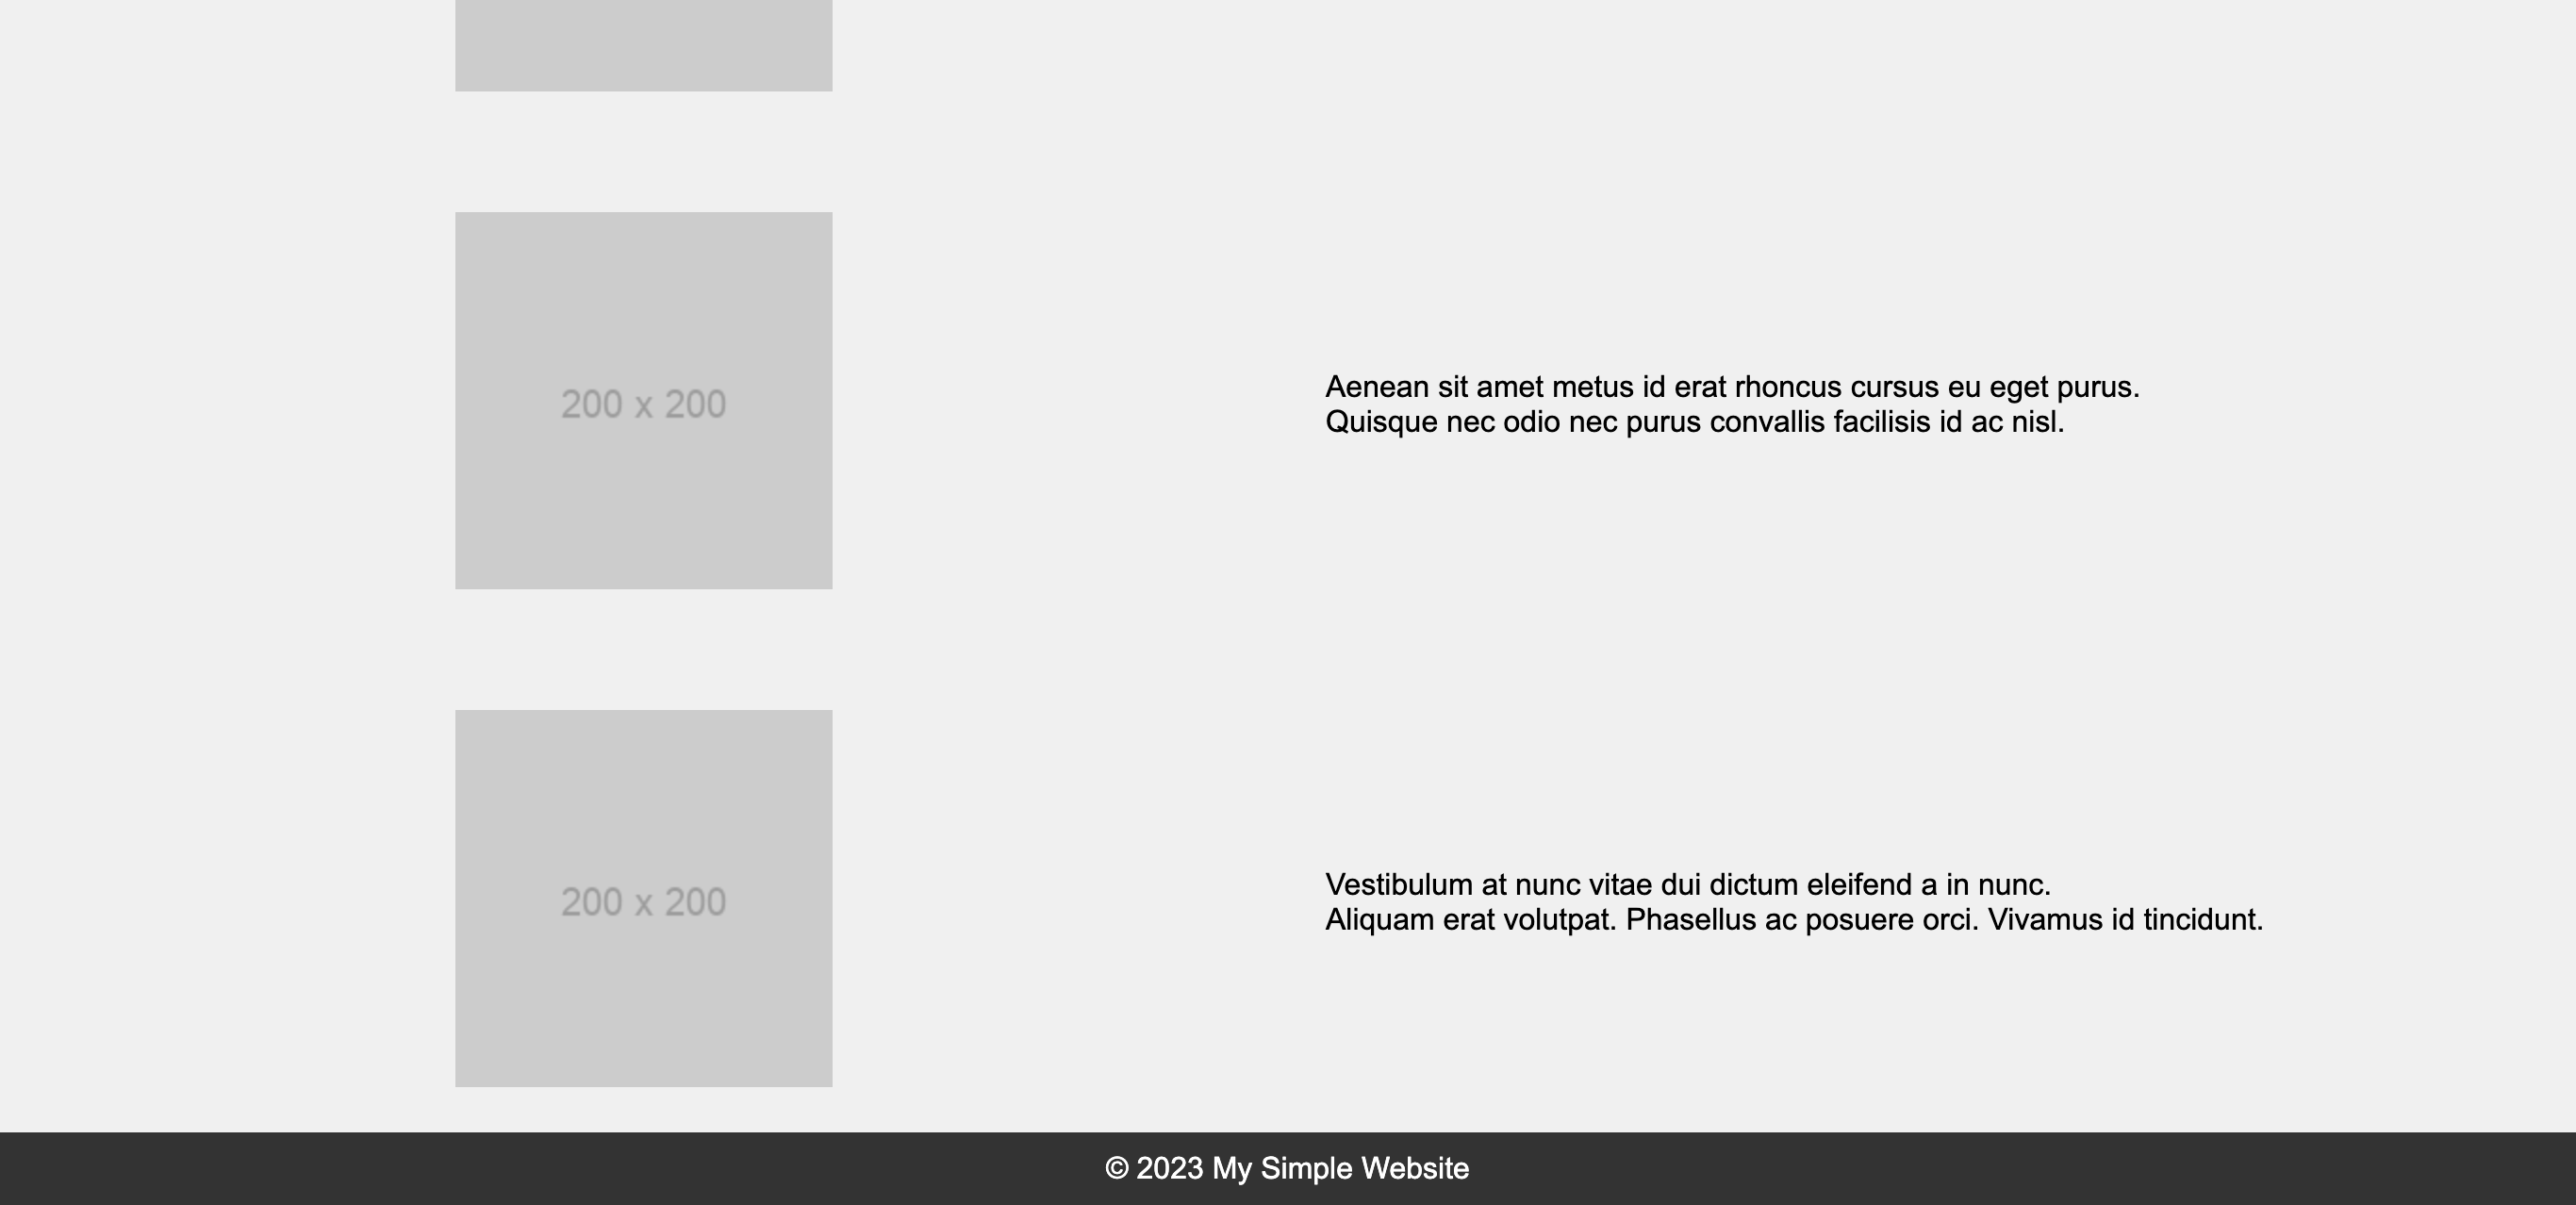 200 x 200
Aenean sit amet metus id erat rhoncus cursus eu eget purus.
Quisque nec odio nec purus convallis facilisis id ac nisl.
200 x 200
Vestibulum at nunc vitae dui dictum eleifend a in nunc.
Aliquam erat volutpat. Phasellus ac posuere orci. Vivamus id tincidunt.
© 2023 My Simple Website